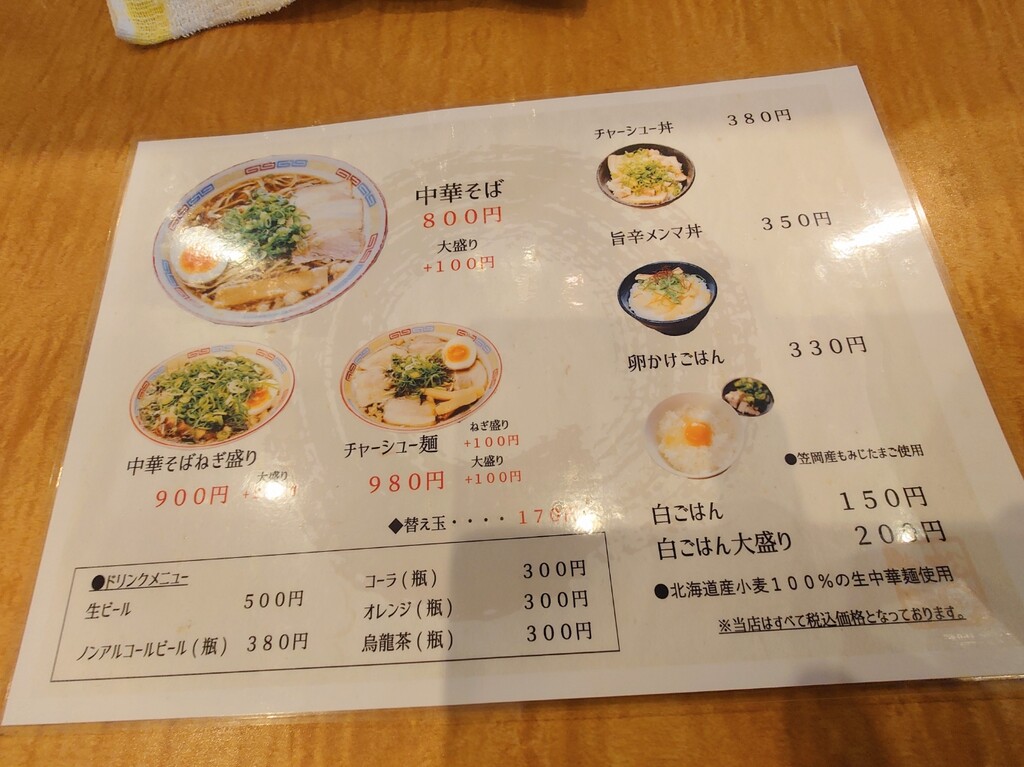 中華そば
800円
大盛り
+100円
中華そばねぎ盛り
900円
大盛り
チャーシュー麺
980円
ねぎ盛り
+100円
大盛り
+100円
◆替え玉・・・・170
●ドリンクメニュー
生ビール 500円
ノンアルコールビール(瓶) 380円
コーラ(瓶) 300円
オレンジ(瓶) 300円
烏龍茶(瓶) 300円
チャーシュー丼 380円
旨辛メンマ丼 350円
卵かけごはん 330円
●笠岡産もみじたまご使用
白ごはん 150円
白ごはん大盛り 200円
●北海道産小麦100%の生中華麺使用
※当店はすべて税込価格となっております。